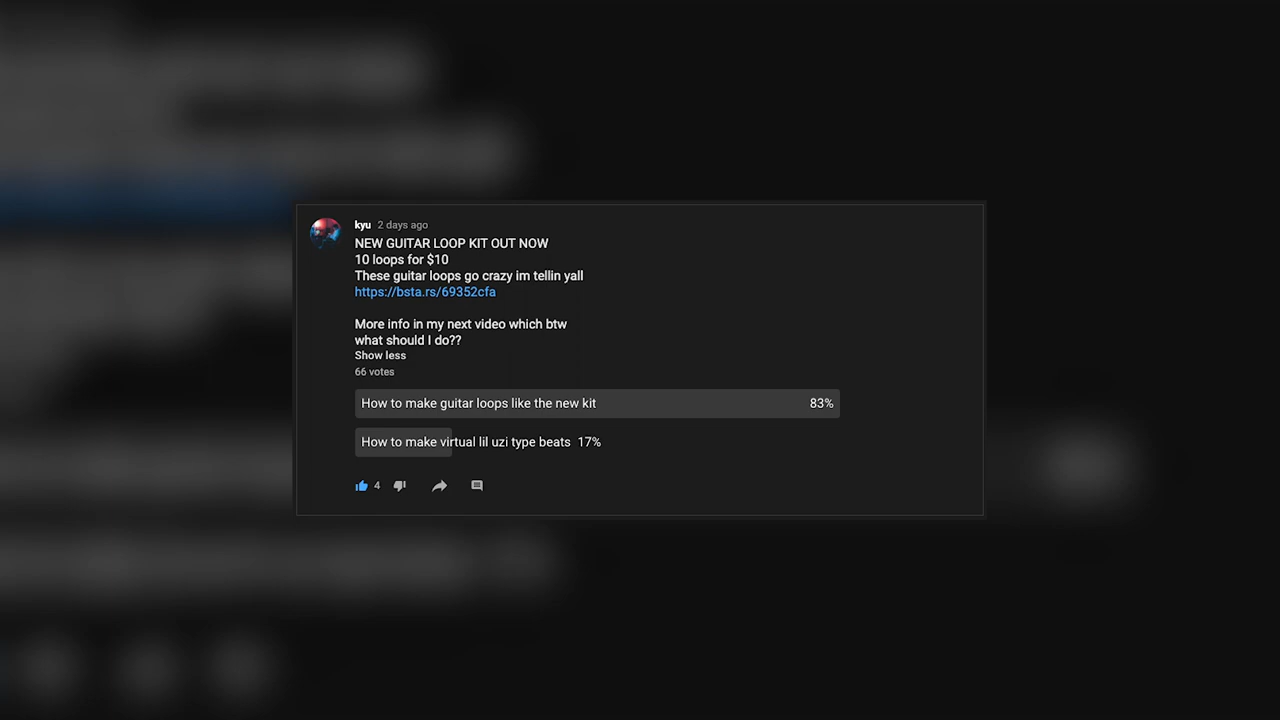 kyu 2 days ago
NEW GUITAR LOOP KIT OUT NOW
10 loops for $10
These guitar loops go crazy im tellin yall
https://bsta.rs/69352cfa
More info in my next video which btw
what should I do??
Show less
66 votes
How to make guitar loops like the new kit 83%
How to make virtual lil uzi type beats 17%
4